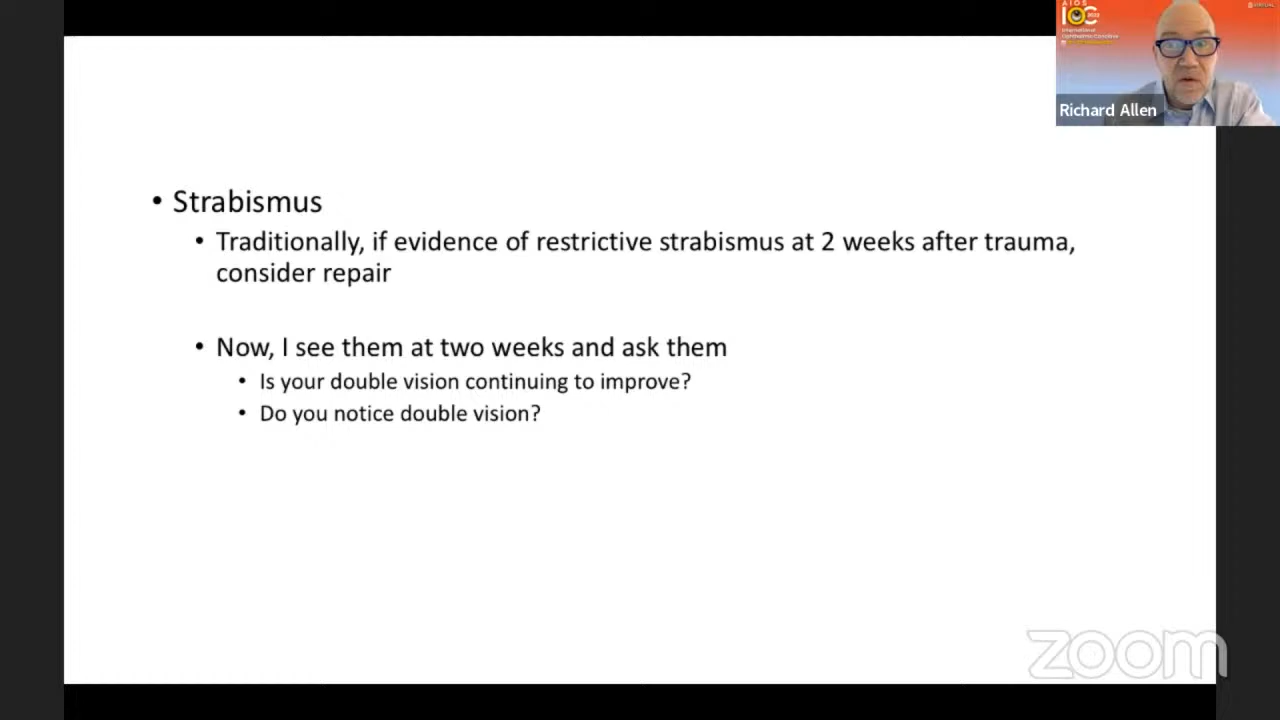 AIOS
IOC
Richard Allen
• Strabismus
• Traditionally, if evidence of restrictive strabismus at 2 weeks after trauma,
consider repair
• Now, I see them at two weeks and ask them
• Is your double vision continuing to improve?
• Do you notice double vision?
zoom